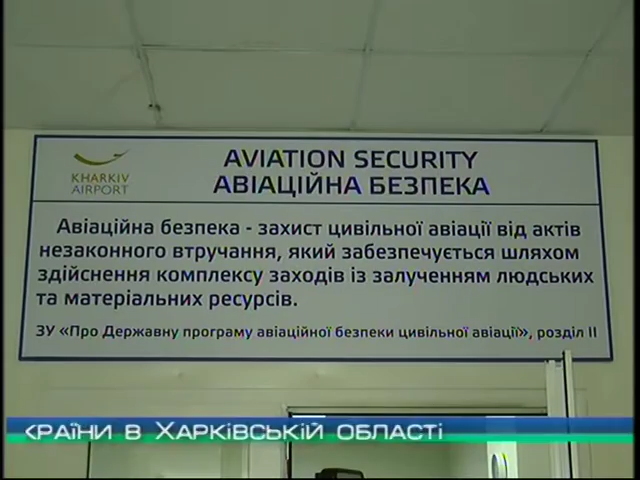 KHARKIV
AIRPORT
AVIATION SECURITY
АВІАЦІЙНА БЕЗПЕКА
Авіаційна безпека - захист цивільної авіації від актів
незаконного втручання, який забезпечується шляхом
здійснення комплексу заходів із залученням людських
та матеріальних ресурсів.
ЗУ «Про Державну програму авіаційної безпеки цивільної авіації», розділ II
країни в Харківській області